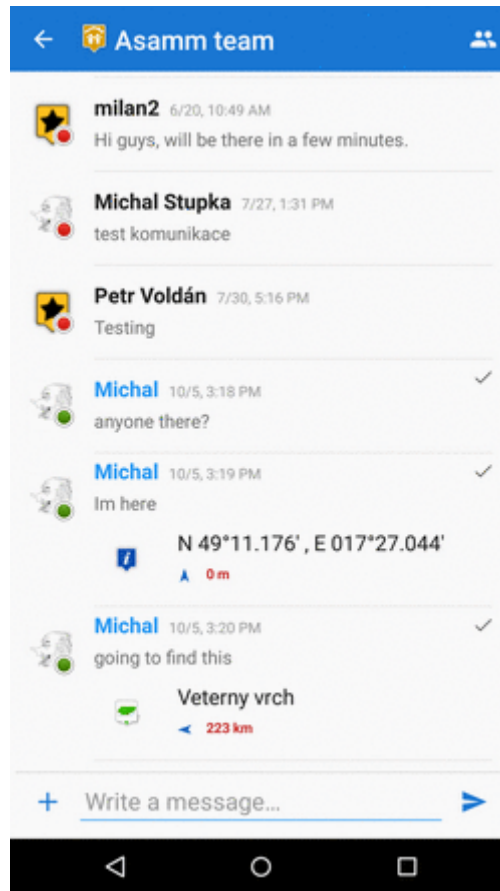 Asamm team
milan2 6/20, 10:49 AM
Hi guys, will be there in a few minutes.
Michal Stupka 7/27, 1:31 PM
test komunikace
Petr Voldán 7/30, 5:16 PM
Testing
Michal 10/5, 3:18 PM
anyone there?
Michal 10/5, 3:19 PM
Im here
N 49°11.176' , E 017°27.044'
0 m
Michal 10/5, 3:20 PM
going to find this
Veterny vrch
223 km
Write a message...